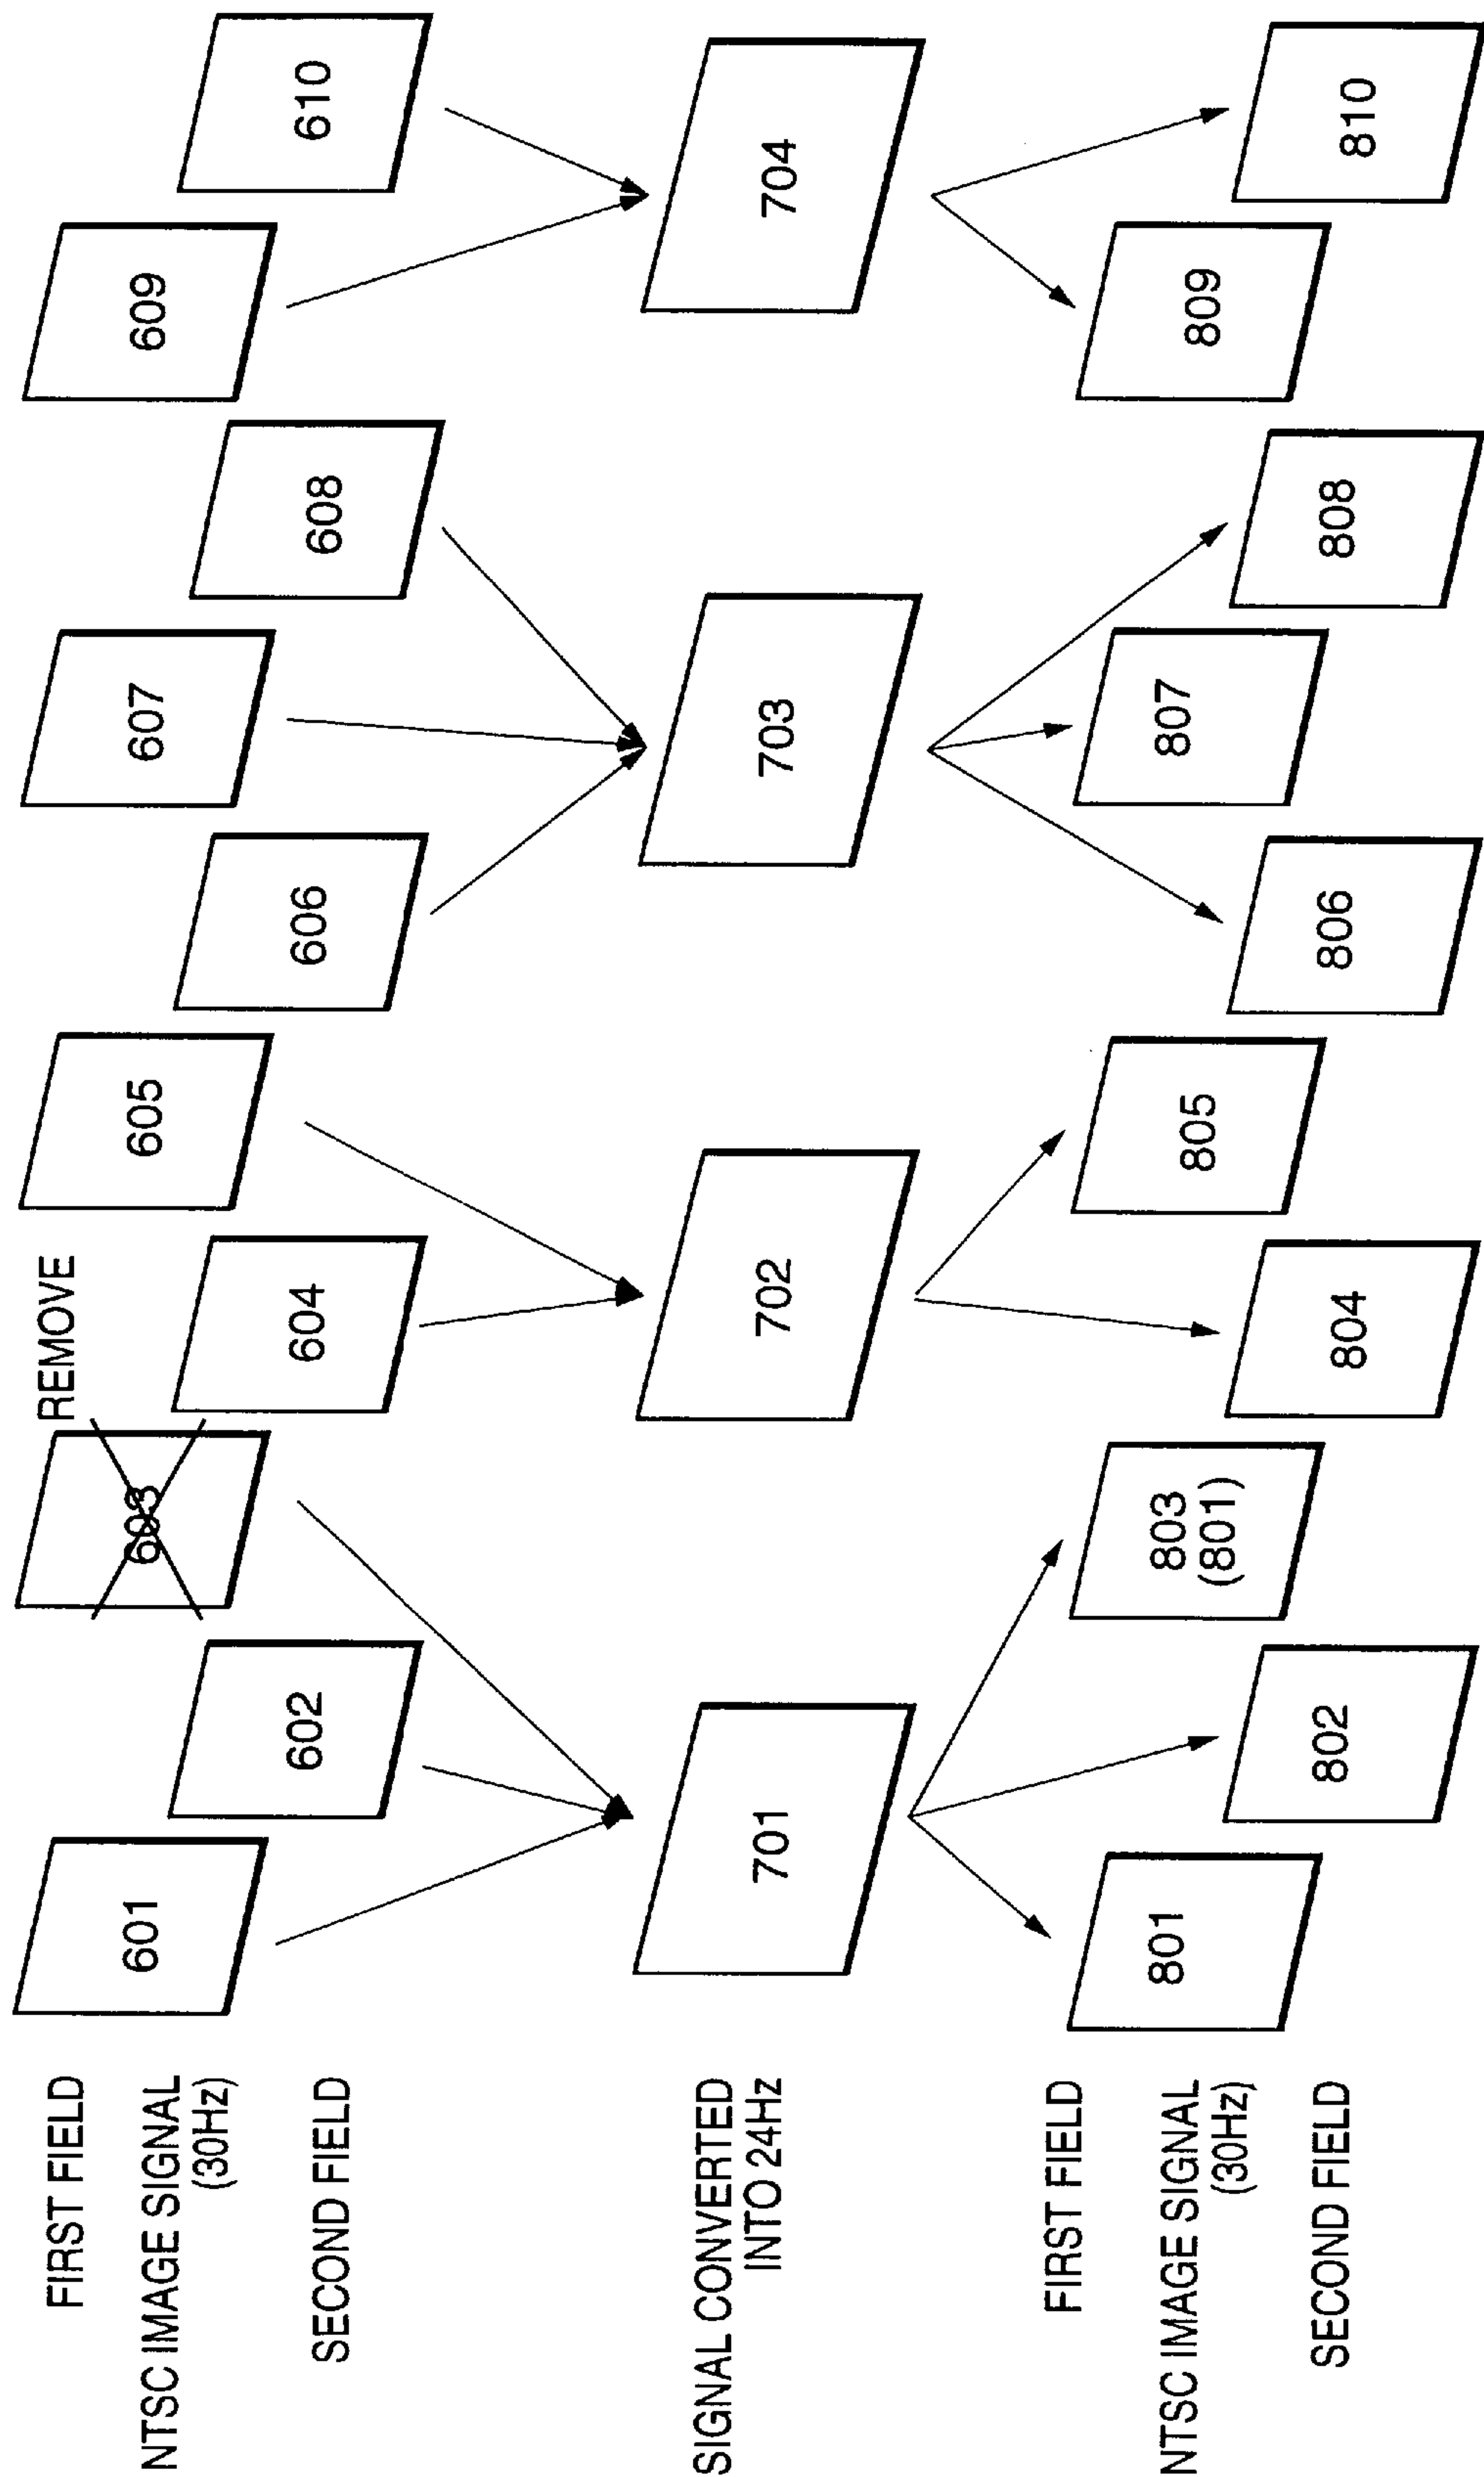 FIRST FIELD
NTSC IMAGE SIGNAL
(30Hz)
SECOND FIELD
601
602
603
REMOVE
604
605
606
607
608
609
610
SIGNAL CONVERTED
INTO 24Hz
701
702
703
704
FIRST FIELD
NTSC IMAGE SIGNAL
(30Hz)
SECOND FIELD
801
802
803
(801)
804
805
806
807
808
809
810